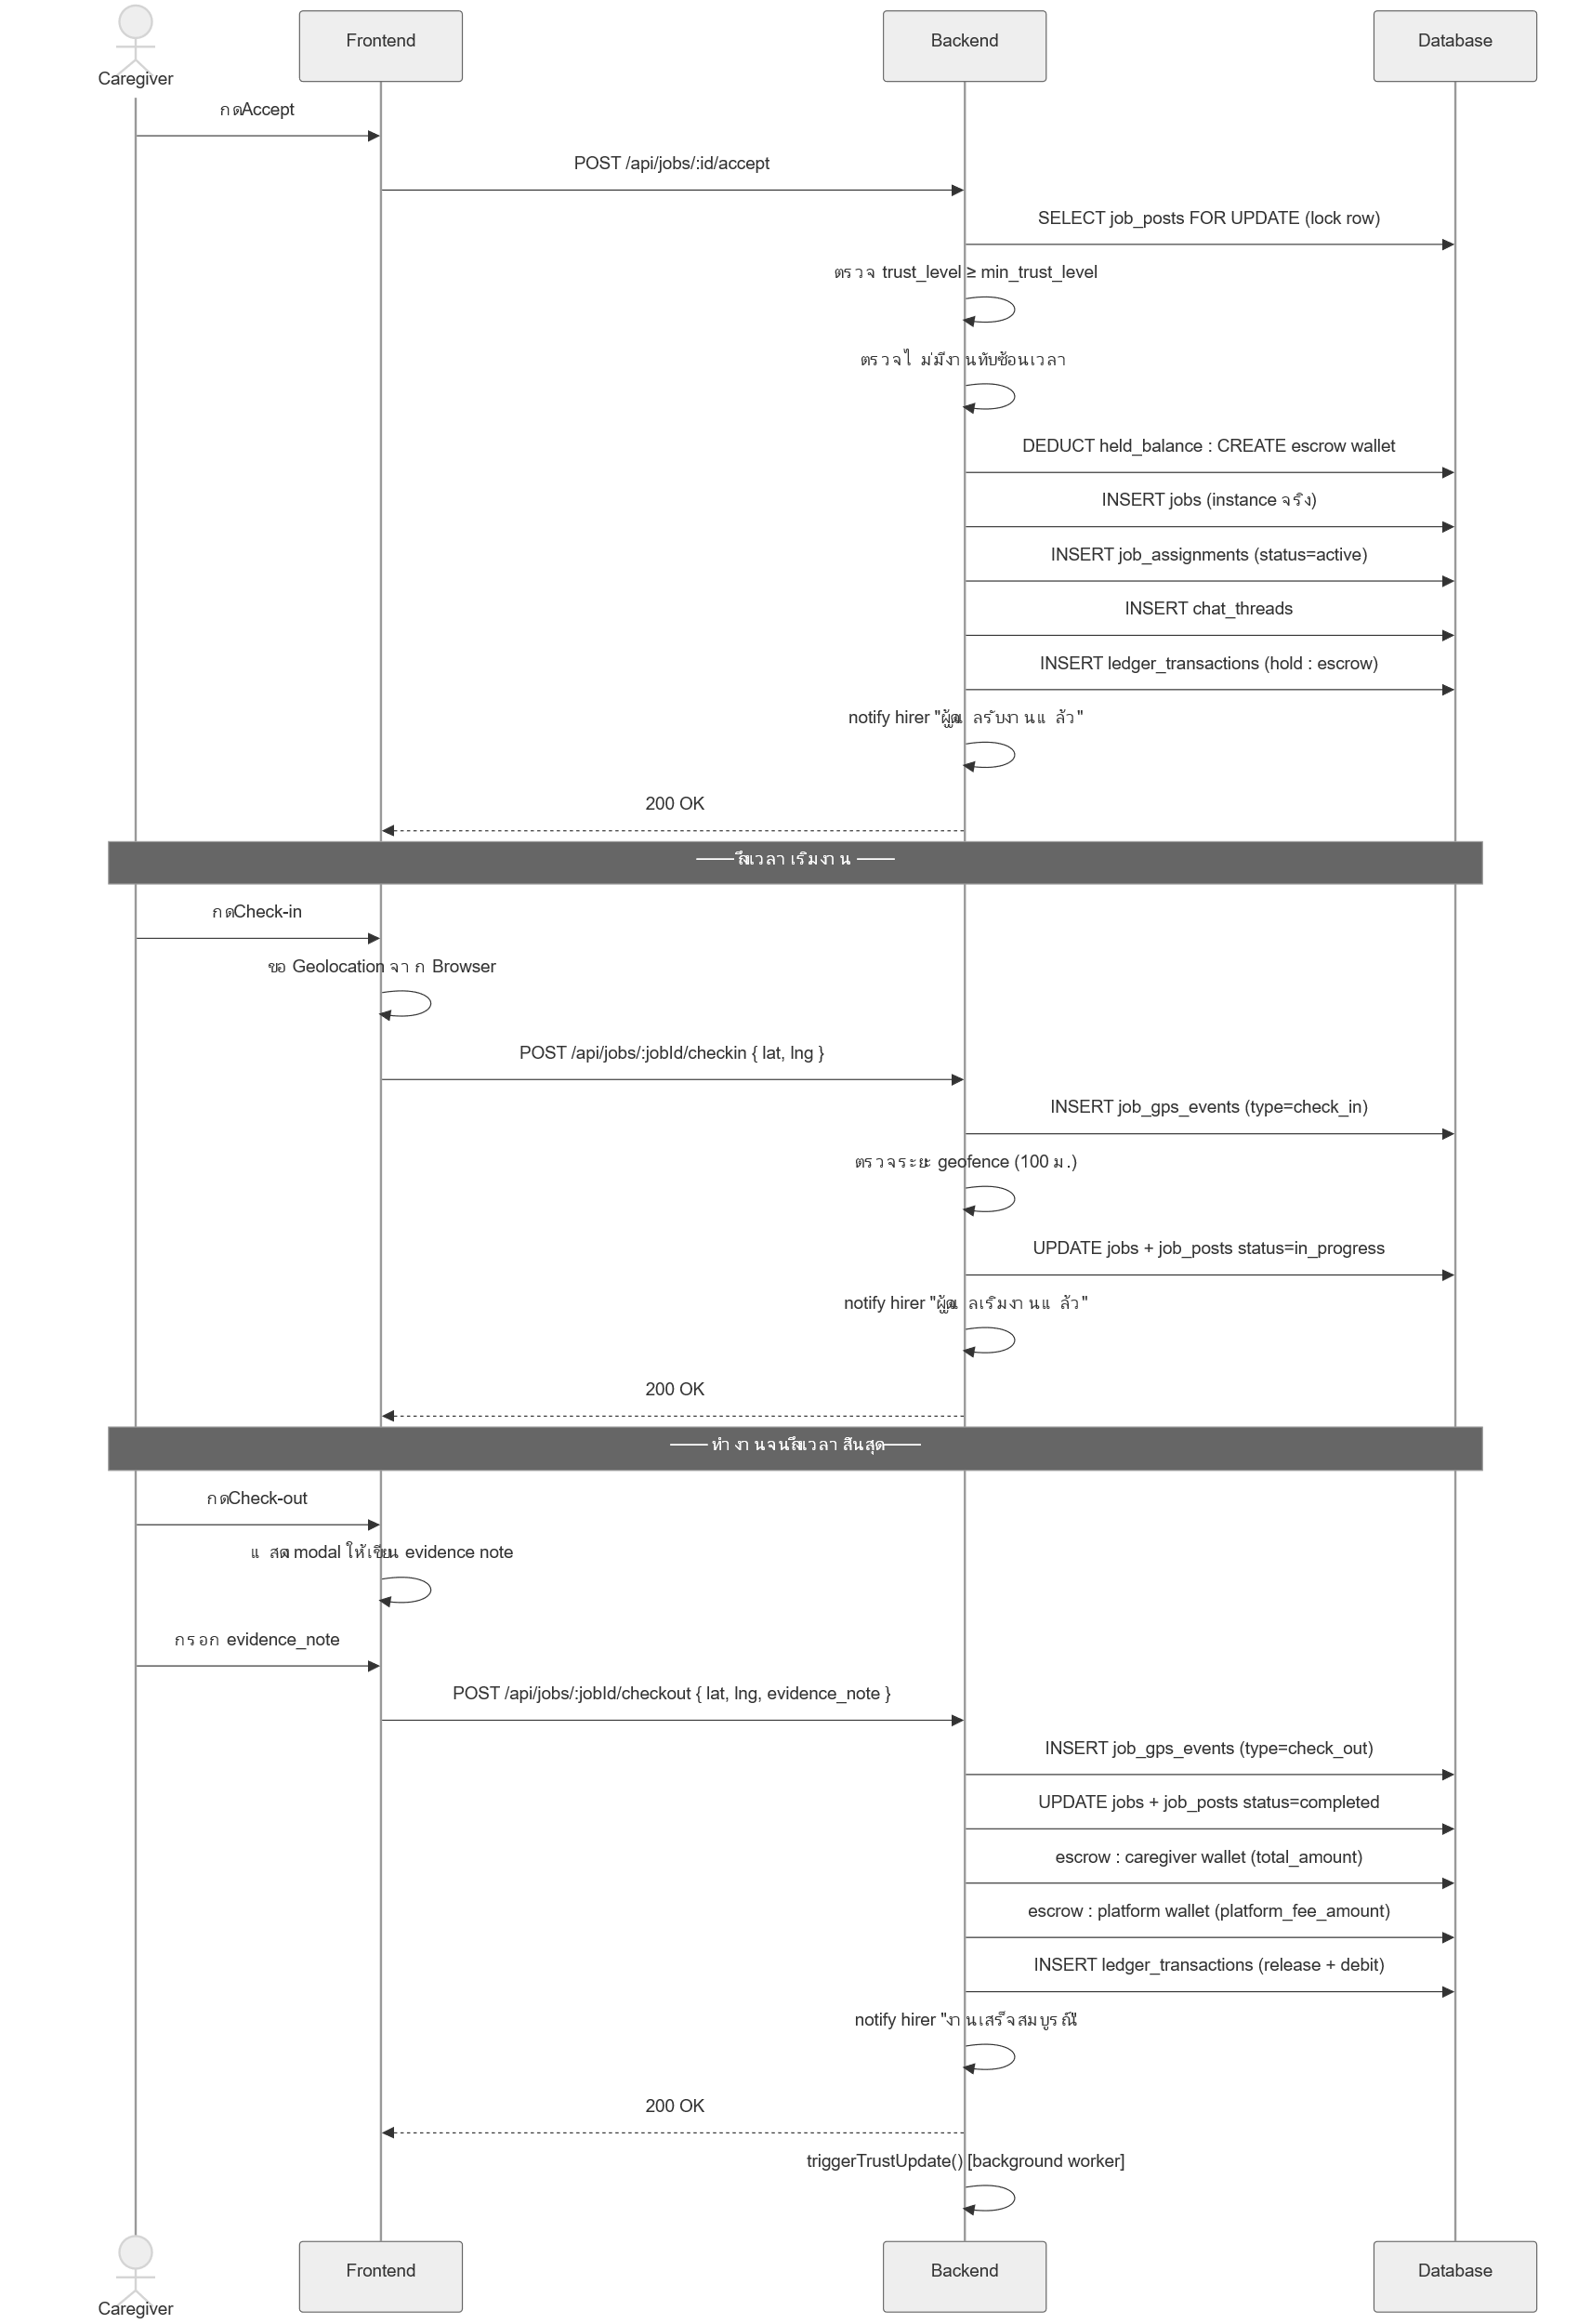 Caregiver
Frontend
Backend
Database
กดAccept
POST /api/jobs/:id/accept
SELECT job_posts FOR UPDATE (lock row)
ตรวจ trust_level ≥ min_trust_level
ตรวจไม่มีงานทับซ้อนเวลา
DEDUCT held_balance : CREATE escrow wallet
INSERT jobs (instance จริง)
INSERT job_assignments (status=active)
INSERT chat_threads
INSERT ledger_transactions (hold : escrow)
notify hirer "ผู้ดูแลรับงานแล้ว"
200 OK
—— ถึงเวลาเริ่มงาน ——
กดCheck-in
ขอ Geolocation จาก Browser
POST /api/jobs/:jobId/checkin { lat, lng }
INSERT job_gps_events (type=check_in)
ตรวจระยะ geofence (100 ม.)
UPDATE jobs + job_posts status=in_progress
notify hirer "ผู้ดูแลเริ่มงานแล้ว"
200 OK
—— ทำงานจนถึงเวลาสิ้นสุด ——
กดCheck-out
แสดง modal ให้เขียน evidence note
กรอก evidence_note
POST /api/jobs/:jobId/checkout { lat, lng, evidence_note }
INSERT job_gps_events (type=check_out)
UPDATE jobs + job_posts status=completed
escrow : caregiver wallet (total_amount)
escrow : platform wallet (platform_fee_amount)
INSERT ledger_transactions (release + debit)
notify hirer "งานเสร็จสมบูรณ์"
200 OK
triggerTrustUpdate() [background worker]
Caregiver
Frontend
Backend
Database